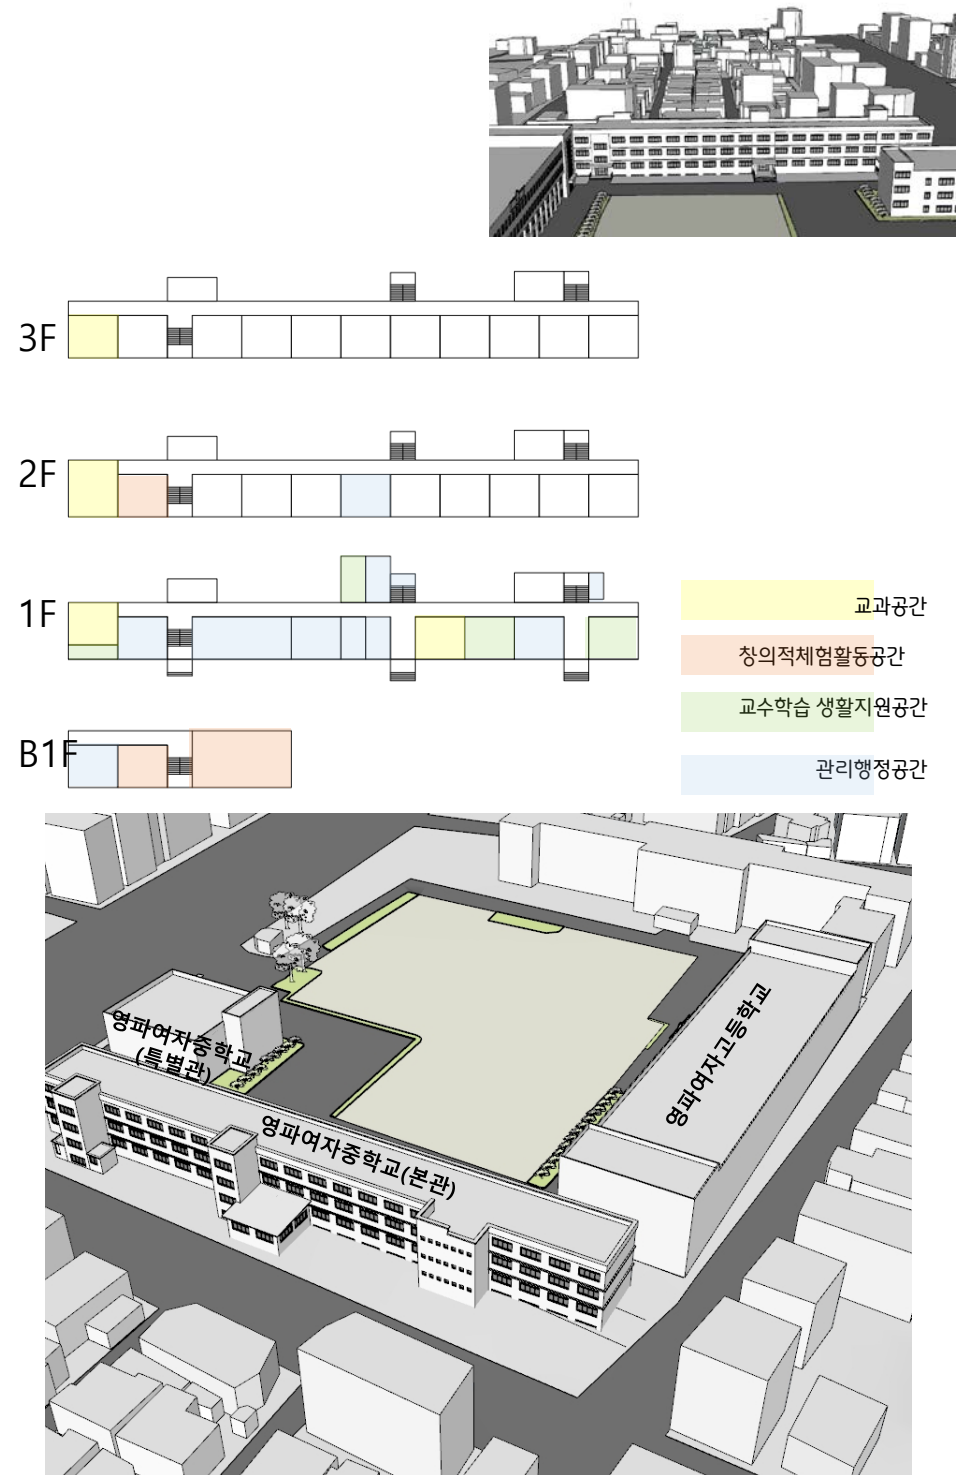 3F
2F
1F
B1F
교과공간
창의적체험활동공간
교수학습 생활지원공간
관리행정공간
영파여자중학교
(특별관)
영파여자중학교(본관)
영파여자고등학교